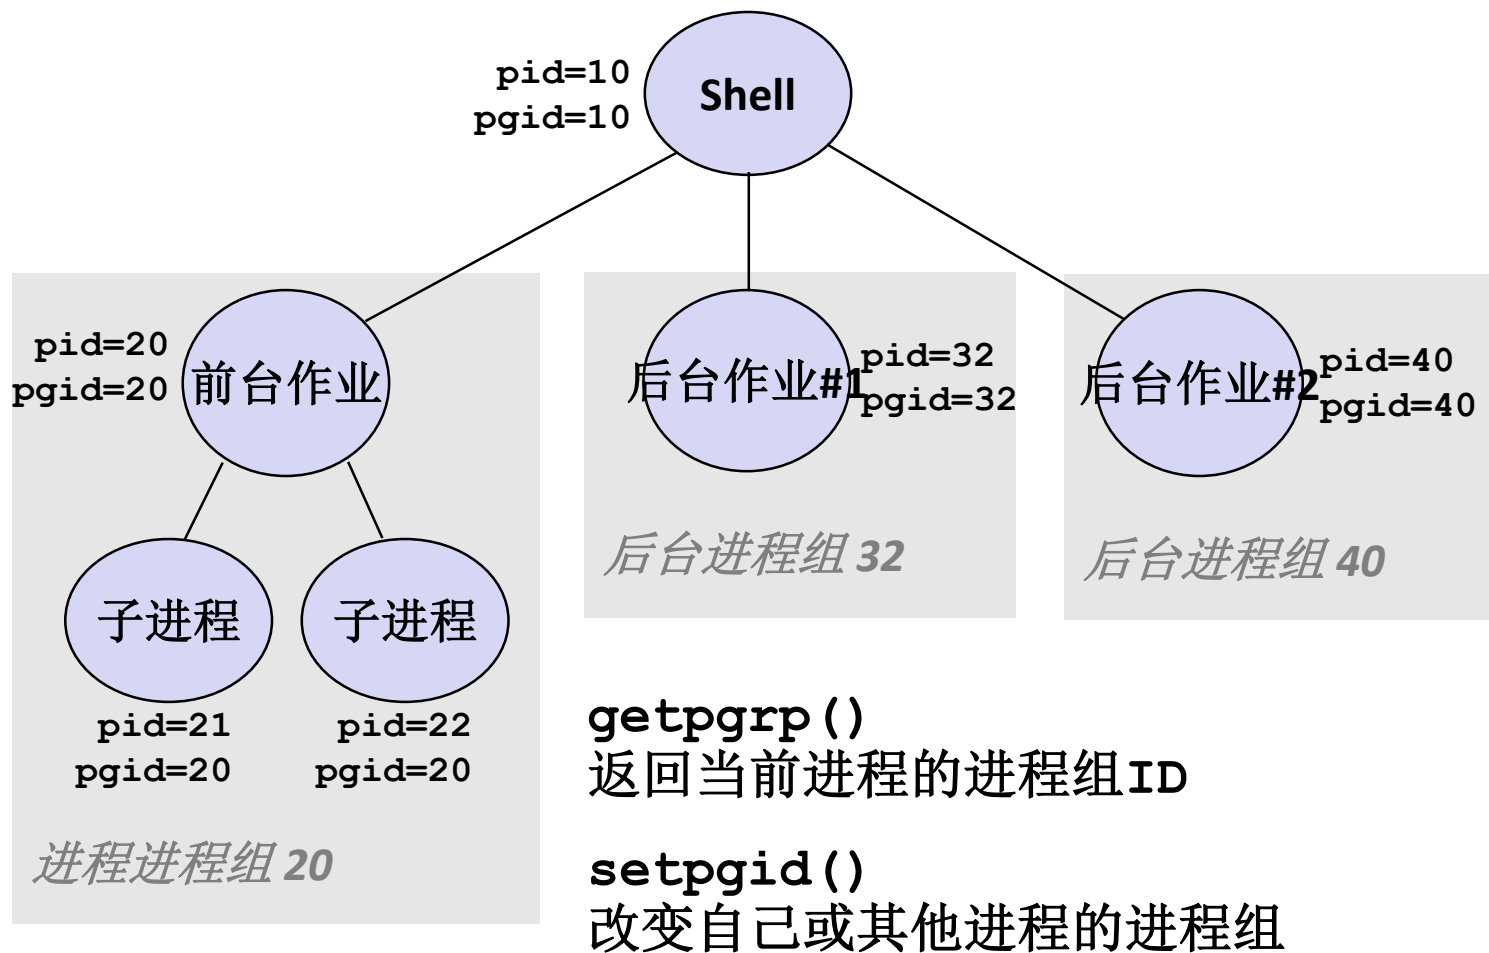 pid=10
pgid=10
Shell
pid=20
pgid=20
前台作业
后台作业#1
pid=32
pgid=32
后台作业#2
pid=40
pgid=40
后台进程组 32
后台进程组 40
子进程
子进程
pid=21
pgid=20
pid=22
pgid=20
进程进程组 20
getpgrp()
返回当前进程的进程组ID
setpgid()
改变自己或其他进程的进程组